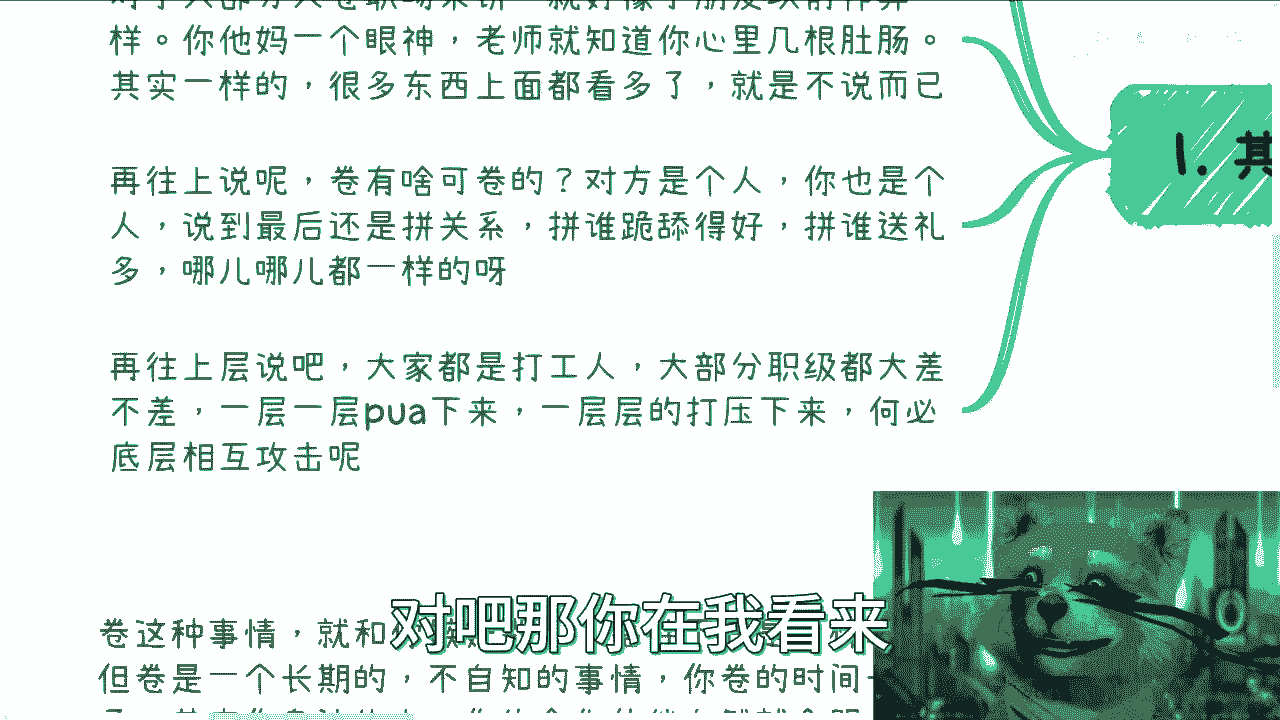 样。你他妈一个眼神，老师就知道你心里几根肚肠。
其实一样的，很多东西上面都看多了，就是不说而已
再往上说呢，卷有啥可卷的？对方是个人，你也是个
人，说到最后还是拼关系，拼谁跪舔得好，拼谁送礼
多，哪儿哪儿都一样的呀
再往上层说吧，大家都是打工人，大部分职级都大差
不差，一层一层pua下来，一层层的打压下来，何必
底层相互攻击呢
1. 其
卷这种事情，就和
对吧那你在我看来
但卷是一个长期的，不自知的事情，你卷的时间一